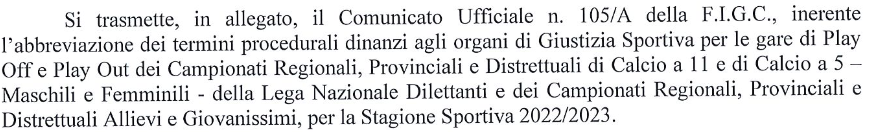 Si trasmette, in allegato, il Comunicato Ufficiale n. 105/A della F.I.G.C., inerente
l’abbreviazione dei termini procedurali dinanzi agli organi di Giustizia Sportiva per le gare di Play
Off e Play Out dei Campionati Regionali, Provinciali e Distrettuali di Calcio a 11 e di Calcio a 5 –
Maschili e Femminili - della Lega Nazionale Dilettanti e dei Campionati Regionali, Provinciali e
Distrettuali Allievi e Giovanissimi, per la Stagione Sportiva 2022/2023.